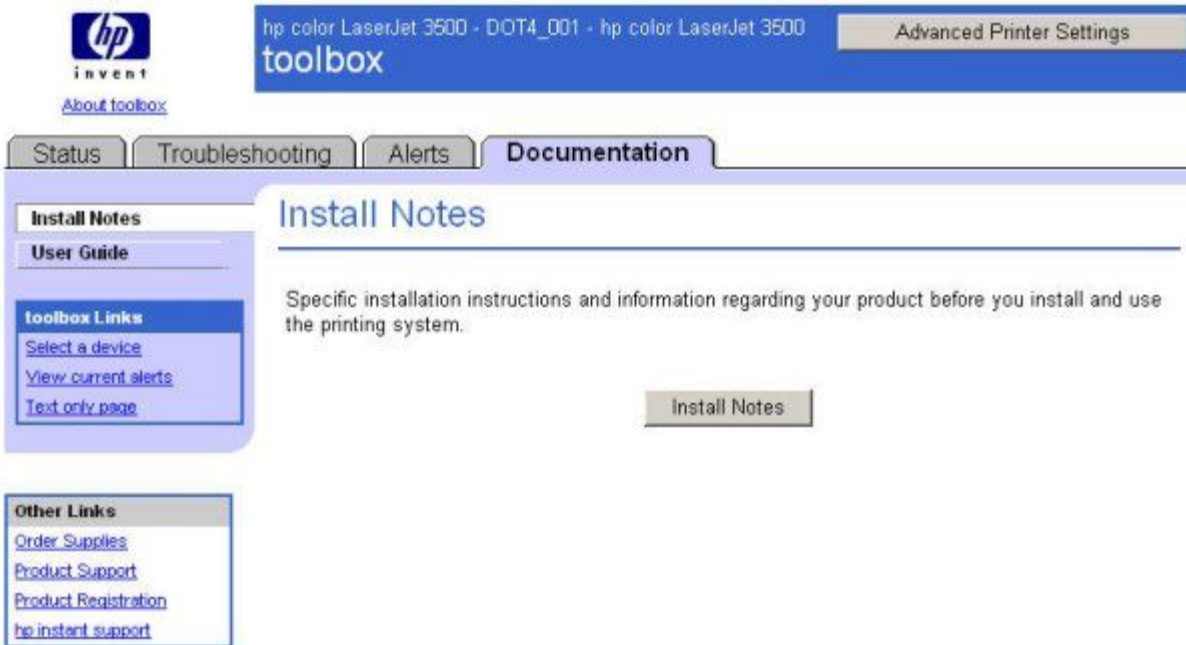 hp
invent
About toolbox
hp color LaserJet 3500 - DOT4_001 - hp color LaserJet 3500
toolbox
Advanced Printer Settings
Status
Troubleshooting
Alerts
Documentation
Install Notes
User Guide
toolbox Links
Select a device
View current alerts
Text only page
Other Links
Order Supplies
Product Support
Product Registration
hp instant support
Install Notes
Specific installation instructions and information regarding your product before you install and use
the printing system.
Install Notes